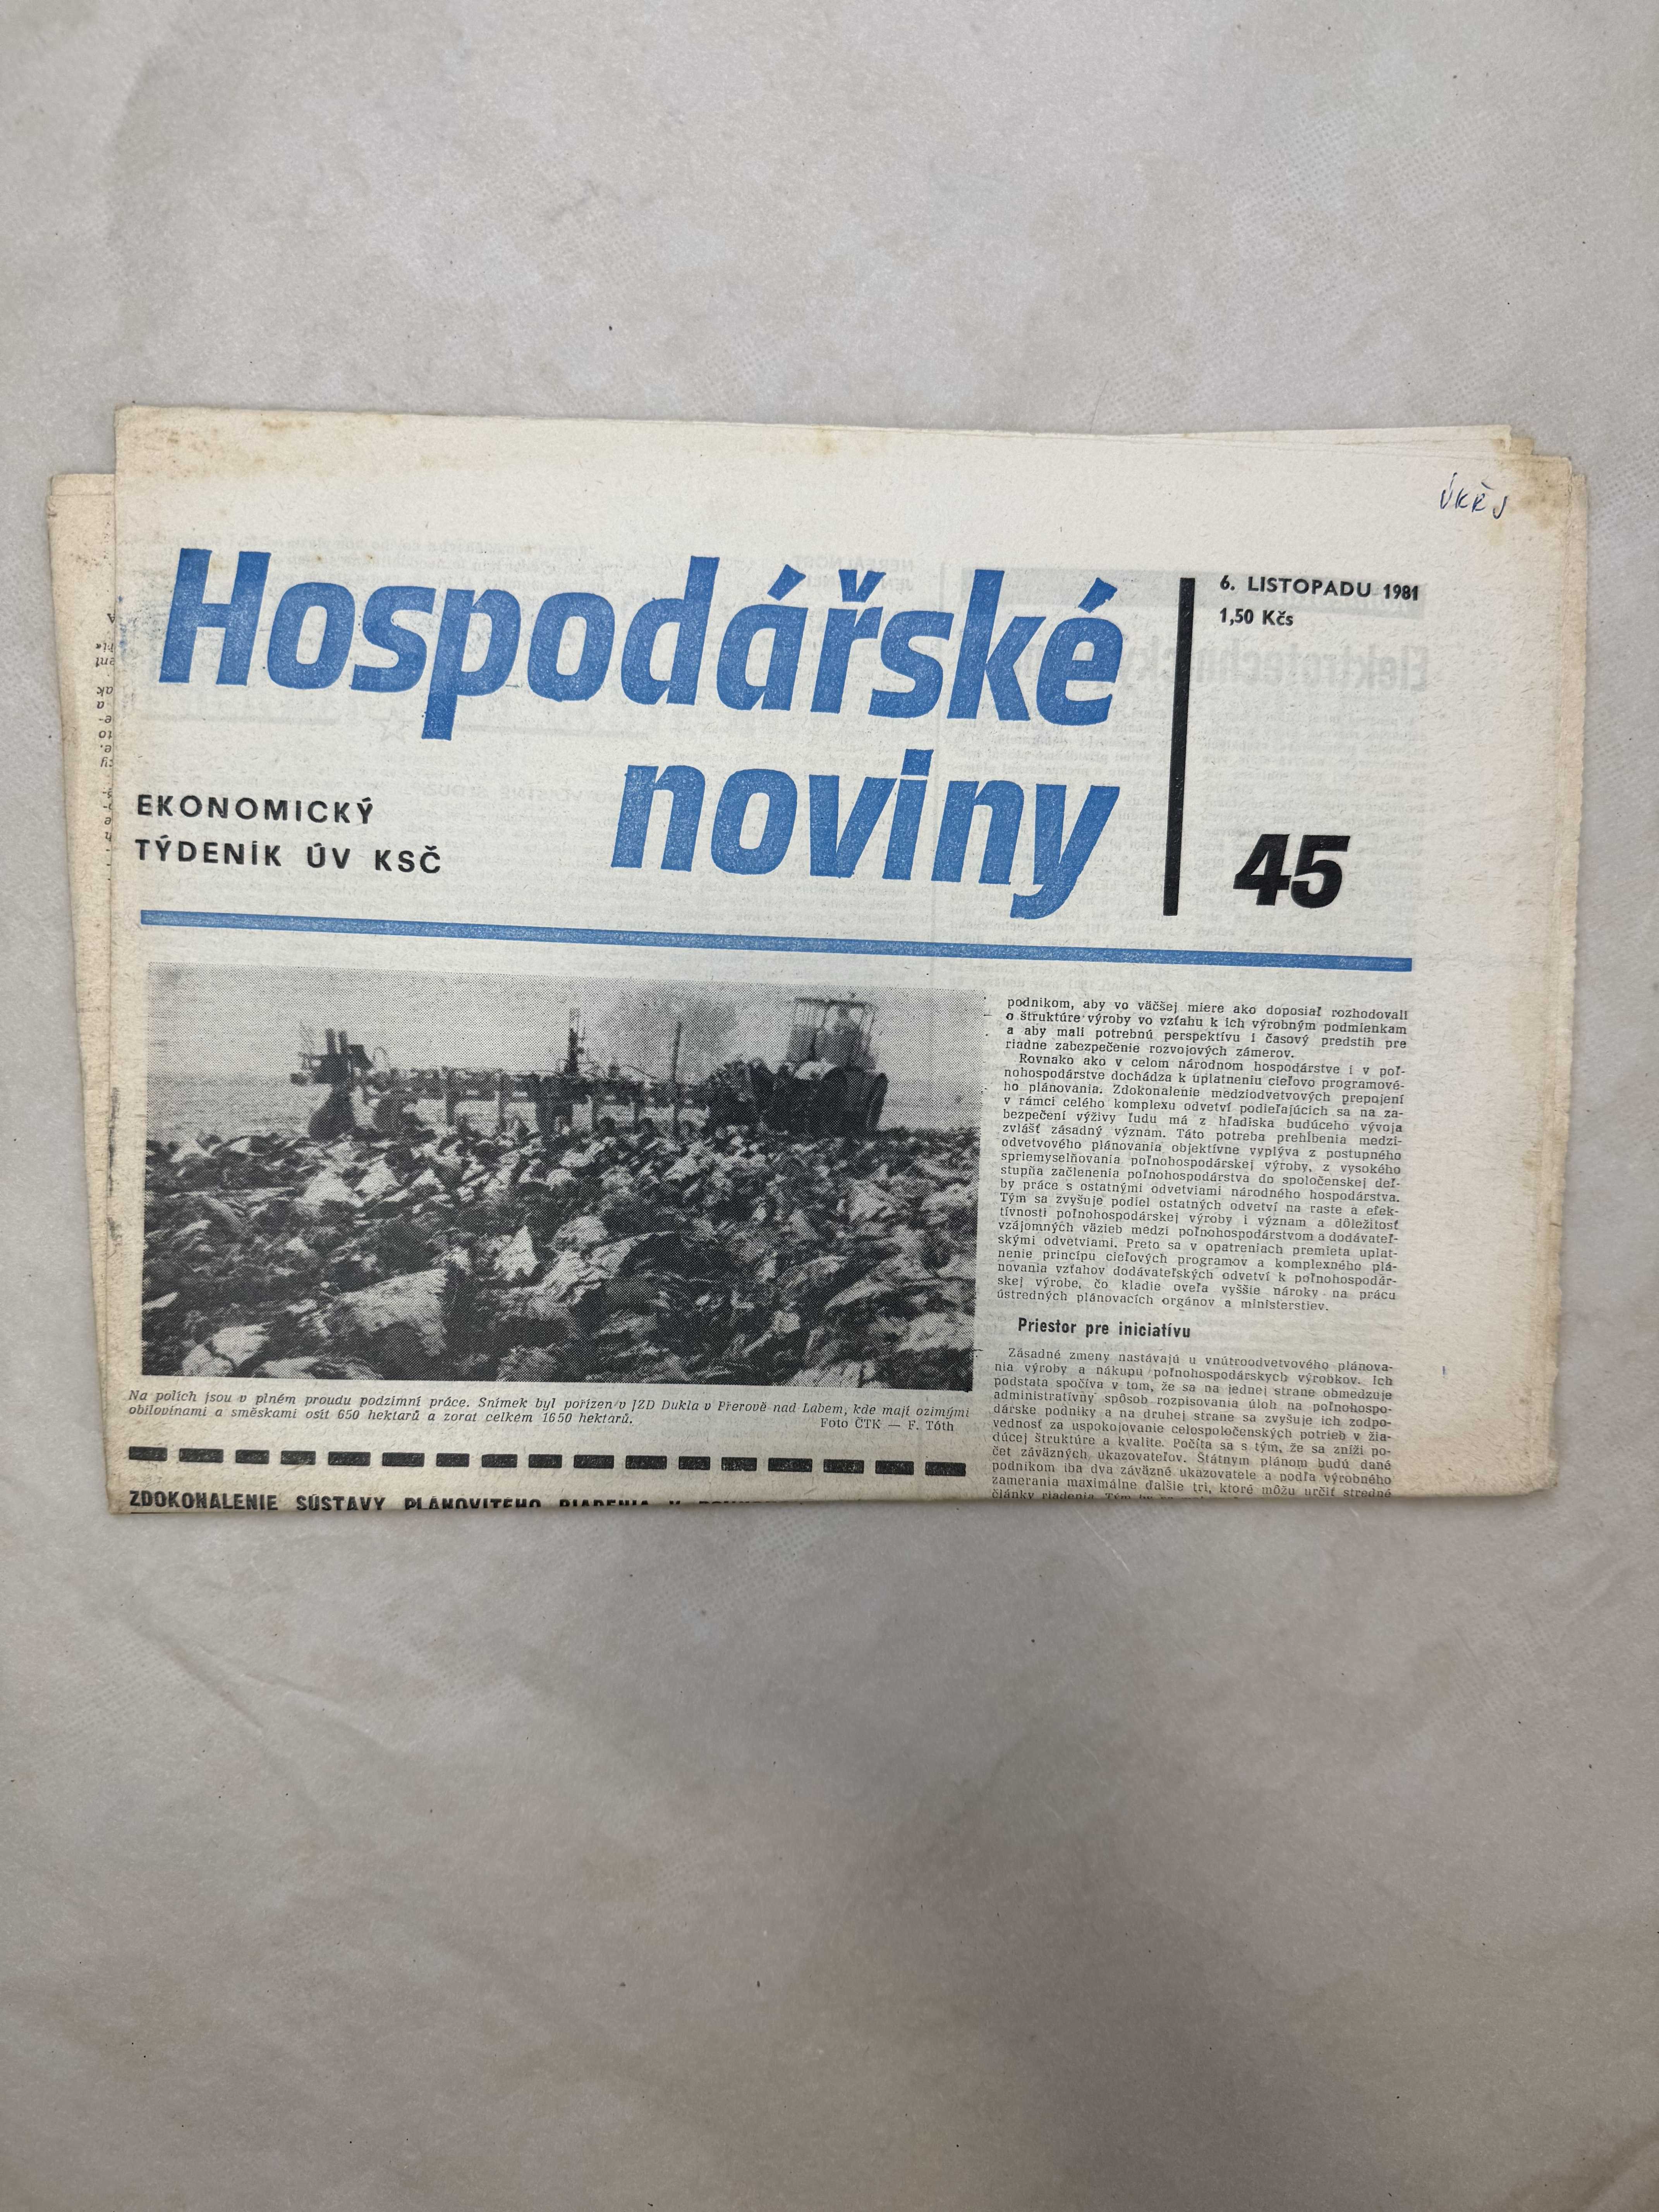 ÚKRJ
Hospodářské
noviny
EKONOMICKÝ
TÝDENÍK ÚV KSČ
6. LISTOPADU 1981
1,50 Kčs
45
Na polích jsou v plném proudu podzimní práce. Snímek byl pořízen v JZD Dukla v Přerově nad Labem, kde mají ozimými
obilovinami a směskami osít 650 hektarů a zorat celkem 1650 hektarů.
Foto ČTK — F. Tóth
ZDOKONALENIE SÚSTAVY PLÁNOVITÉHO RIADENIA V
podnikom, aby vo väčšej miere ako doposiaľ rozhodovali
o štruktúre výroby vo vzťahu k ich výrobným podmienkam
a aby mali potrebnú perspektívu i časový predstih pre
riadne zabezpečenie rozvojových zámerov.
Rovnako ako v celom národnom hospodárstve i v poľ-
nohospodárstve dochádza k uplatneniu cieľovo programové-
ho plánovania. Zdokonalenie medziodvetvových prepojení
v rámci celého komplexu odvetví podieľajúcich sa na za-
bezpečení výživy ľudu má z hľadiska budúceho vývoja
zvlášť zásadný význam. Táto potreba prehĺbenia medzi-
odvetvového plánovania objektívne vyplýva z postupného
spriemyselňovania poľnohospodárskej výroby, z vysokého
stupňa začlenenia poľnohospodárstva do spoločenskej deľ-
by práce s ostatnými odvetviami národného hospodárstva.
Tým sa zvyšuje podiel ostatných odvetví na raste a efek-
tívnosti poľnohospodárskej výroby i význam a dôležitosť
vzájomných väzieb medzi poľnohospodárstvom a dodávateľ-
skými odvetviami. Preto sa v opatreniach premieta uplat-
nenie princípu cieľových programov a komplexného plá-
novania vzťahov dodávateľských odvetví k poľnohospodár-
skej výrobe, čo kladie oveľa vyššie nároky na prácu
ústredných plánovacích orgánov a ministerstiev.
Priestor pre iniciatívu
Zásadné zmeny nastávajú u vnútroodvetvového plánova-
nia výroby a nákupu poľnohospodárskych výrobkov. Ich
podstata spočíva v tom, že sa na jednej strane obmedzuje
administratívny spôsob rozpisovania úloh na poľnohospo-
dárske podniky a na druhej strane sa zvyšuje ich zodpo-
vednosť za uspokojovanie celospoločenských potrieb v žia-
dúcej štruktúre a kvalite. Počíta sa s tým, že sa zníži po-
čet záväzných ukazovateľov. Štátnym plánom budú dané
podnikom iba dva záväzné ukazovatele a podľa výrobného
zamerania maximálne ďalšie tri, ktoré môžu určiť stredné
články riadenia. Tým